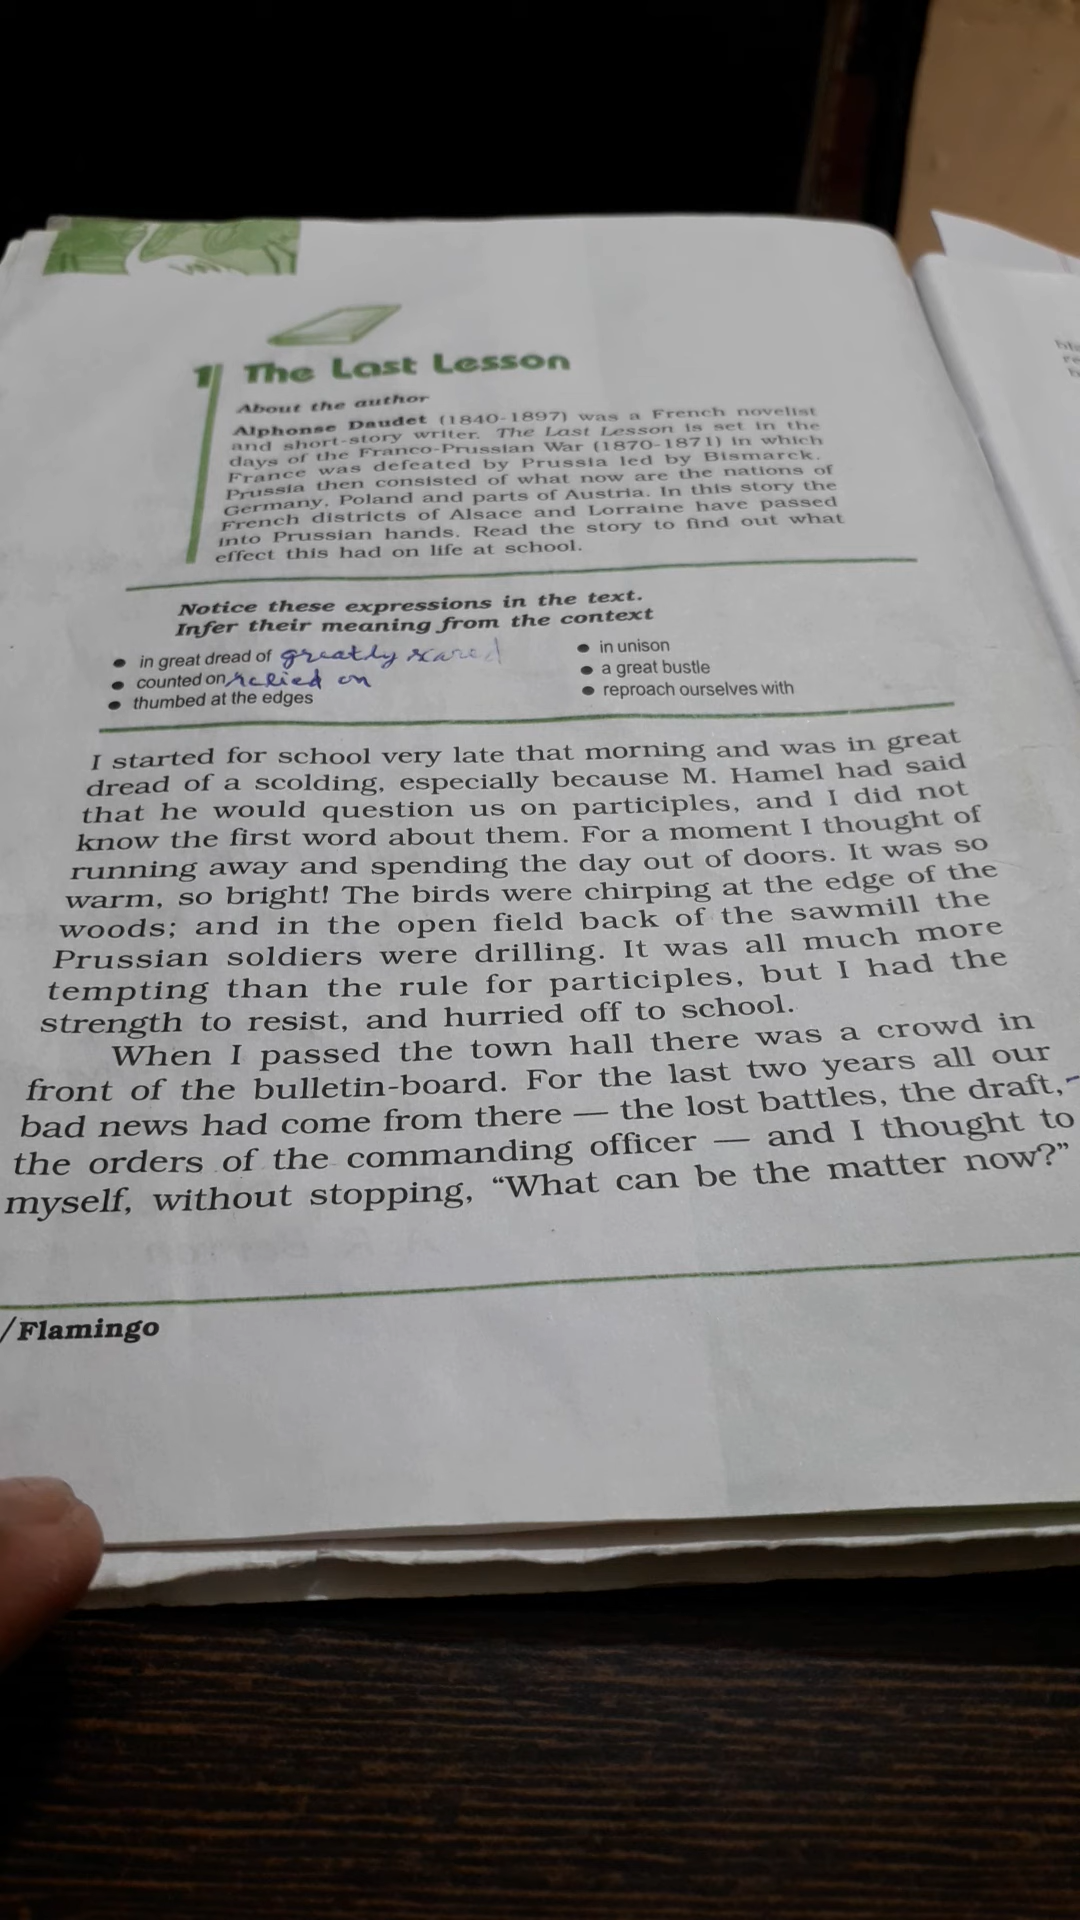 1 The Last Lesson
About the author
Alphonse Daudet (1840-1897) was a French novelist
and short-story writer. The Last Lesson is set in the
days of the Franco-Prussian War (1870-1871) in which
France was defeated by Prussia led by Bismarck.
Prussia then consisted of what now are the nations of
Germany, Poland and parts of Austria. In this story the
French districts of Alsace and Lorraine have passed
into Prussian hands. Read the story to find out what
effect this had on life at school.
Notice these expressions in the text.
Infer their meaning from the context
• in great dread of greatly scared
• counted on relied on
• thumbed at the edges
• in unison
• a great bustle
• reproach ourselves with
I started for school very late that morning and was in great
dread of a scolding, especially because M. Hamel had said
that he would question us on participles, and I did not
know the first word about them. For a moment I thought of
running away and spending the day out of doors. It was so
warm, so bright! The birds were chirping at the edge of the
woods; and in the open field back of the sawmill the
Prussian soldiers were drilling. It was all much more
tempting than the rule for participles, but I had the
strength to resist, and hurried off to school.
When I passed the town hall there was a crowd in
front of the bulletin-board. For the last two years all our
bad news had come from there — the lost battles, the draft,
the orders of the commanding officer — and I thought to
myself, without stopping, “What can be the matter now?”
/Flamingo